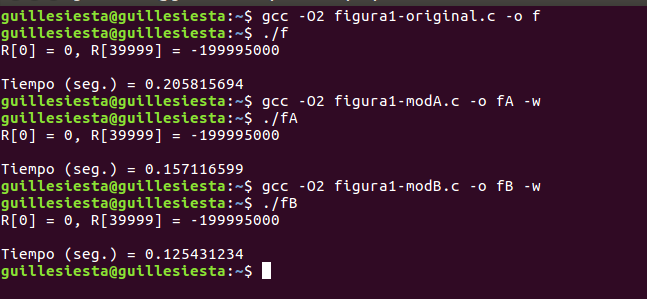 guillesiesta@guillesiesta:~$ gcc -O2 figura1-original.c -o f
guillesiesta@guillesiesta:~$ ./f
R[0] = 0, R[39999] = -199995000
Tiempo (seg.) = 0.205815694
guillesiesta@guillesiesta:~$ gcc -O2 figura1-modA.c -o fA -w
guillesiesta@guillesiesta:~$ ./fA
R[0] = 0, R[39999] = -199995000
Tiempo (seg.) = 0.157116599
guillesiesta@guillesiesta:~$ gcc -O2 figura1-modB.c -o fB -w
guillesiesta@guillesiesta:~$ ./fB
R[0] = 0, R[39999] = -199995000
Tiempo (seg.) = 0.125431234
guillesiesta@guillesiesta:~$